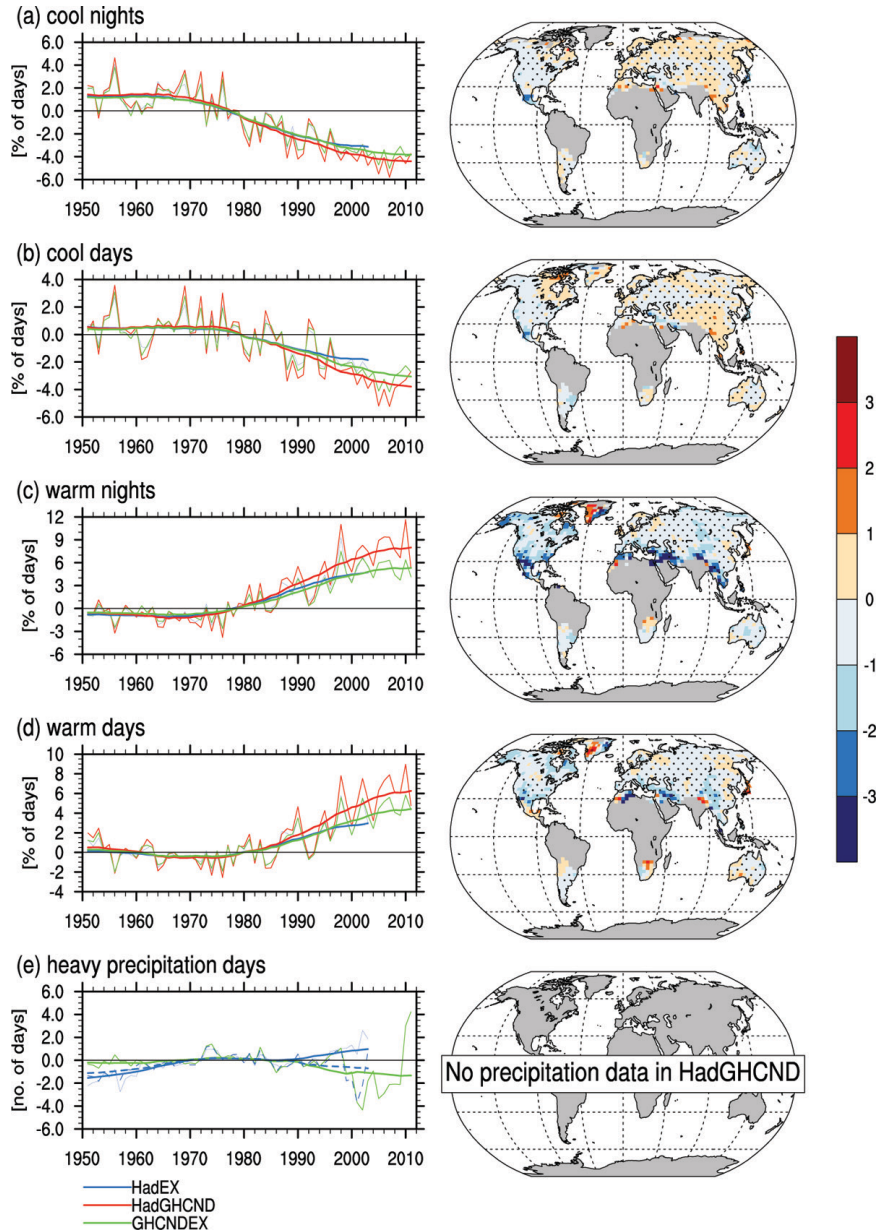 (a) cool nights
[% of days]
6.0
4.0
2.0
0.0
-2.0
-4.0
-6.0
1950 1960 1970 1980 1990 2000 2010
(b) cool days
[% of days]
4.0
2.0
0.0
-2.0
-4.0
-6.0
1950 1960 1970 1980 1990 2000 2010
(c) warm nights
[% of days]
12
9
6
3
0
-3
-6
1950 1960 1970 1980 1990 2000 2010
(d) warm days
[% of days]
10
8
6
4
2
0
2
4
1950 1960 1970 1980 1990 2000 2010
(e) heavy precipitation days
[no. of days]
6.0
4.0
2.0
0.0
-2.0
-4.0
-6.0
1950 1960 1970 1980 1990 2000 2010
No precipitation data in HadGHCND
HadEX
HadGHCND
GHCNDEX
3
2
1
0
-1
-2
-3